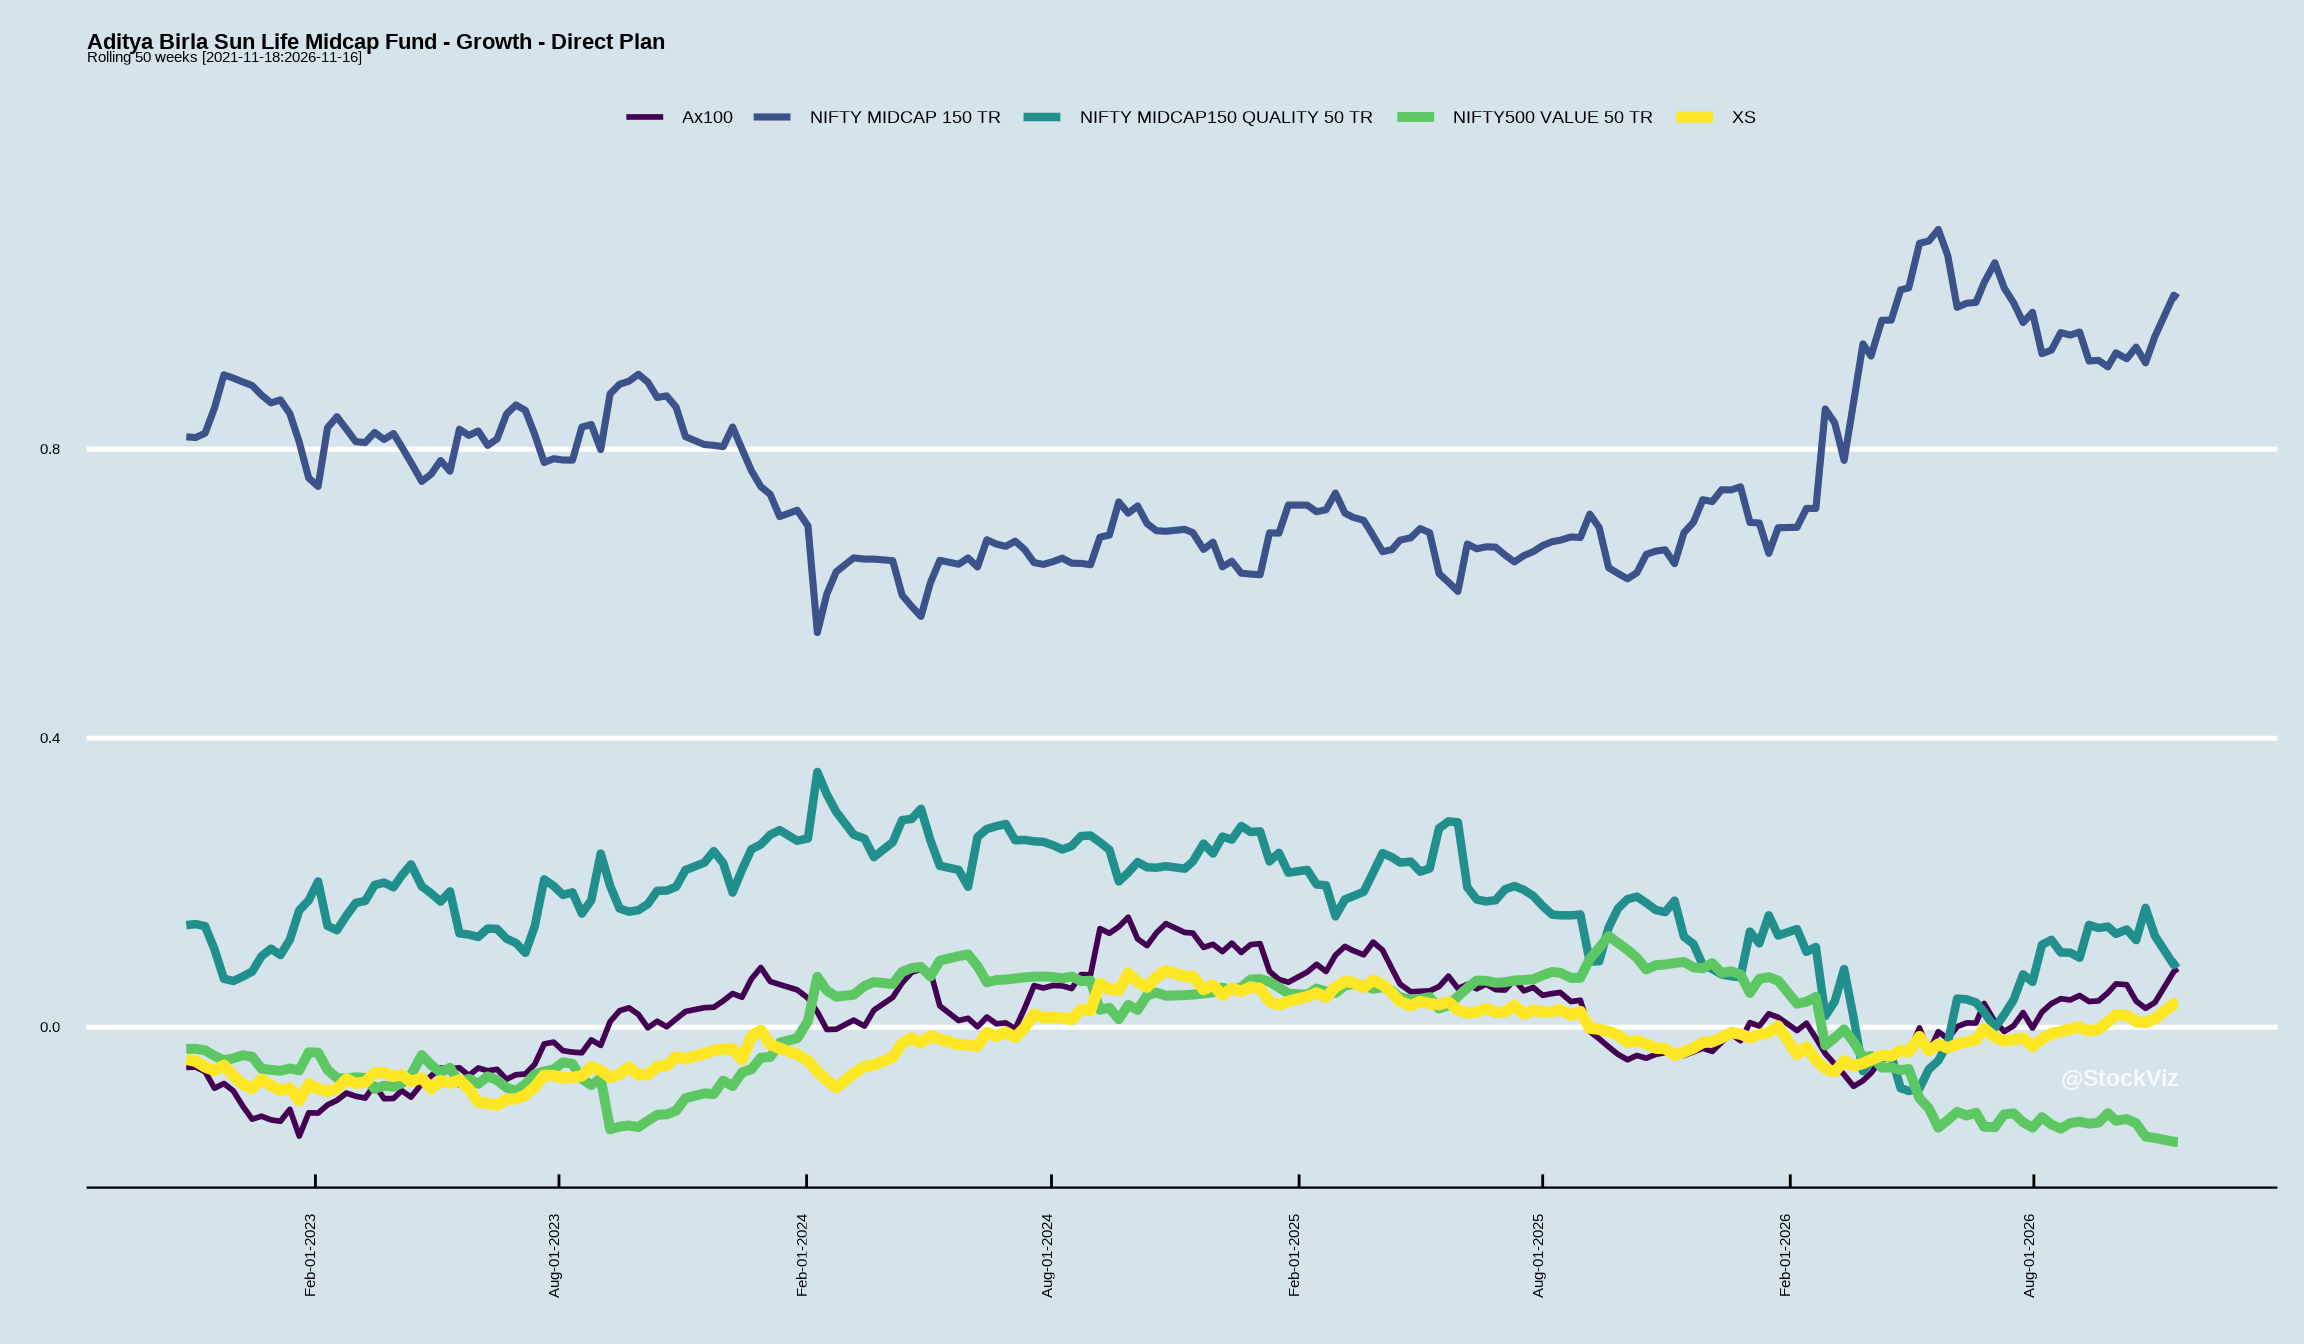 Aditya Birla Sun Life Midcap Fund - Growth - Direct Plan
Rolling 50 weeks [2021-11-18:2026-11-16]
Ax100 NIFTY MIDCAP 150 TR NIFTY MIDCAP150 QUALITY 50 TR NIFTY500 VALUE 50 TR XS
0.8
0.4
0.0
@StockViz
Feb-01-2023
Aug-01-2023
Feb-01-2024
Aug-01-2024
Feb-01-2025
Aug-01-2025
Feb-01-2026
Aug-01-2026